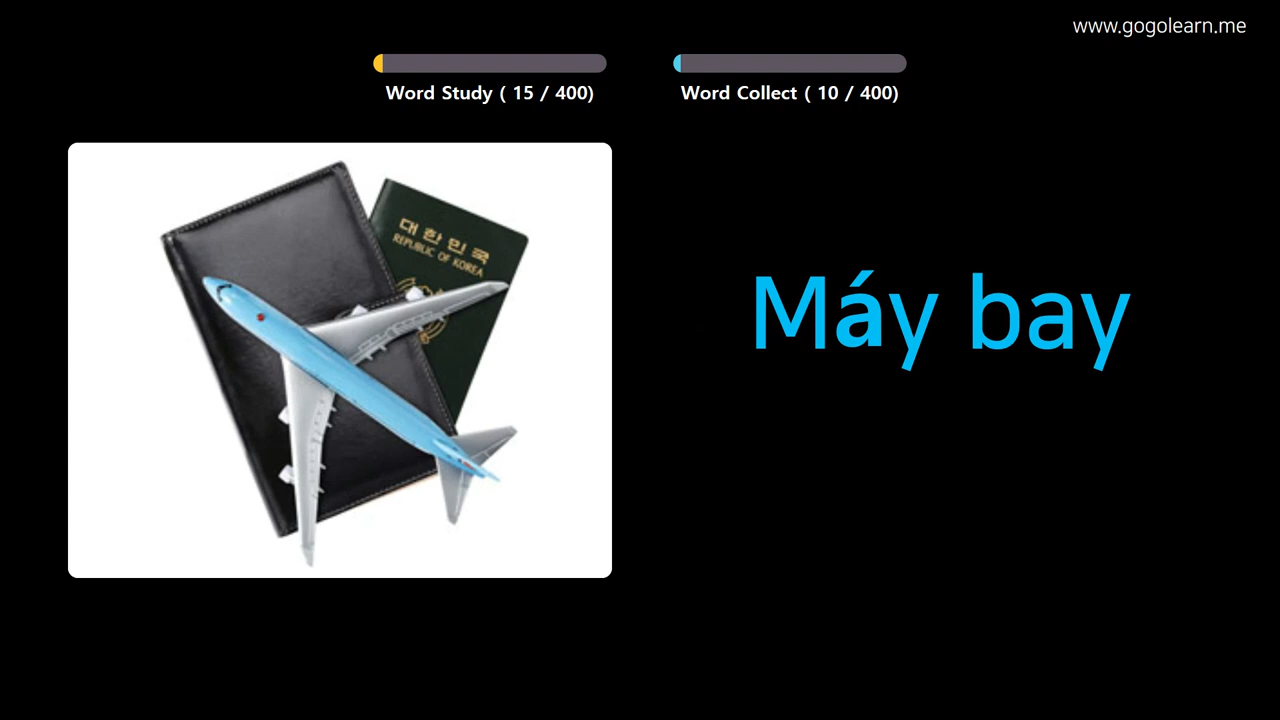 www.gogolearn.me
Word Study ( 15 / 400)
Word Collect ( 10 / 400)
대한민국
REPUBLIC OF KOREA
Máy bay